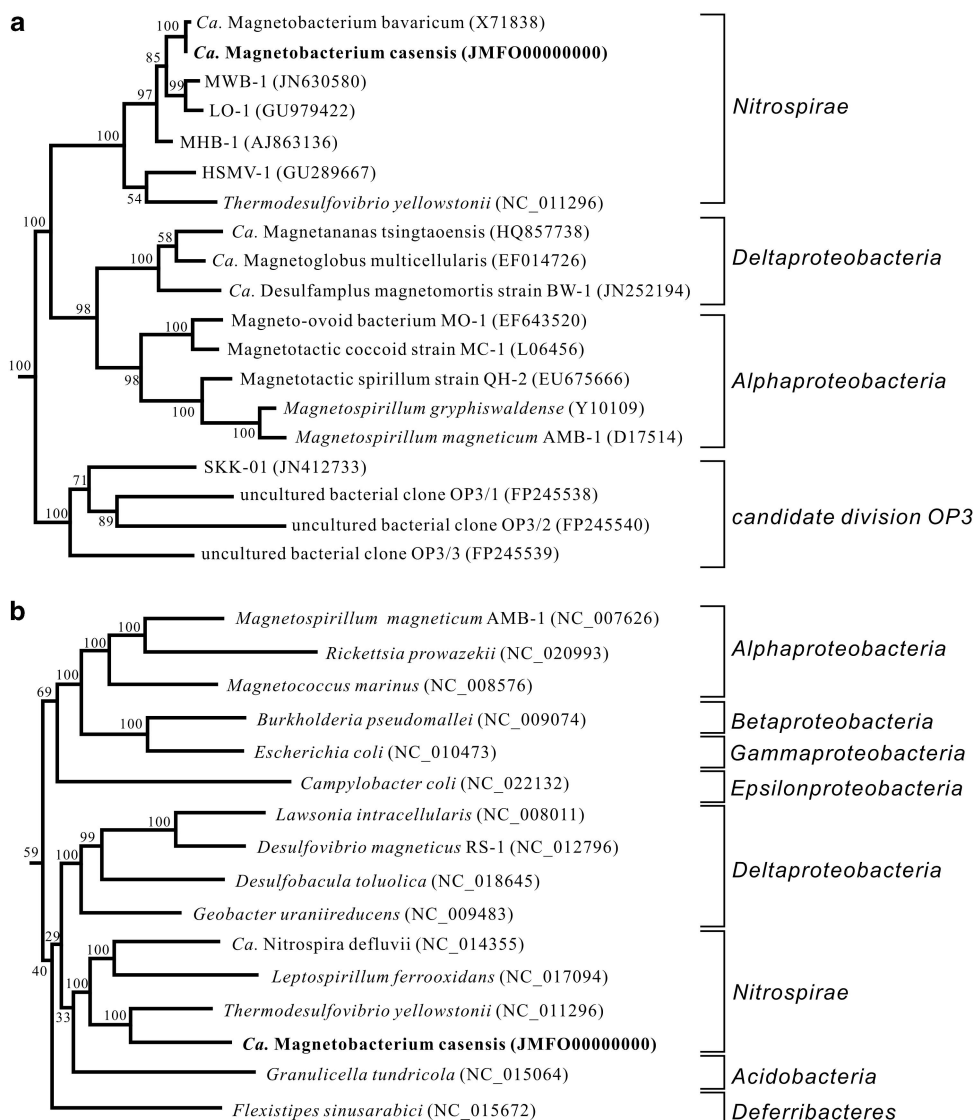 a
100
Ca. Magnetobacterium bavaricum (X71838)
Ca. Magnetobacterium casensis (JMFO00000000)
85
99
MWB-1 (JN630580)
97
LO-1 (GU979422)
Nitrospirae
100
MHB-1 (AJ863136)
HSMV-1 (GU289667)
54
Thermodesulfovibrio yellowstonii (NC_011296)
100
58
Ca. Magnetananas tsingtaoensis (HQ857738)
100
Ca. Magnetoglobus multicellularis (EF014726)
Deltaproteobacteria
Ca. Desulfamplus magnetomortis strain BW-1 (JN252194)
98
100
Magneto-ovoid bacterium MO-1 (EF643520)
Magnetotactic coccoid strain MC-1 (L06456)
100
98
Magnetotactic spirillum strain QH-2 (EU675666)
Alphaproteobacteria
100
Magnetospirillum gryphiswaldense (Y10109)
100
Magnetospirillum magneticum AMB-1 (D17514)
SKK-01 (JN412733)
71
uncultured bacterial clone OP3/1 (FP245538)
100
89
uncultured bacterial clone OP3/2 (FP245540)
candidate division OP3
uncultured bacterial clone OP3/3 (FP245539)
b
100
Magnetospirillum magneticum AMB-1 (NC_007626)
100
Rickettsia prowazekii (NC_020993)
Alphaproteobacteria
100
Magnetococcus marinus (NC_008576)
69
100
Burkholderia pseudomallei (NC_009074)
Betaproteobacteria
Escherichia coli (NC_010473)
Gammaproteobacteria
Campylobacter coli (NC_022132)
Epsilonproteobacteria
100
Lawsonia intracellularis (NC_008011)
99
Desulfovibrio magneticus RS-1 (NC_012796)
59
100
Desulfobacula toluolica (NC_018645)
Deltaproteobacteria
Geobacter uraniireducens (NC_009483)
29
100
Ca. Nitrospira defluvii (NC_014355)
40
Leptospirillum ferrooxidans (NC_017094)
100
Nitrospirae
33
100
Thermodesulfovibrio yellowstonii (NC_011296)
Ca. Magnetobacterium casensis (JMFO00000000)
Granulicella tundricola (NC_015064)
Acidobacteria
Flexistipes sinusarabici (NC_015672)
Deferribacteres